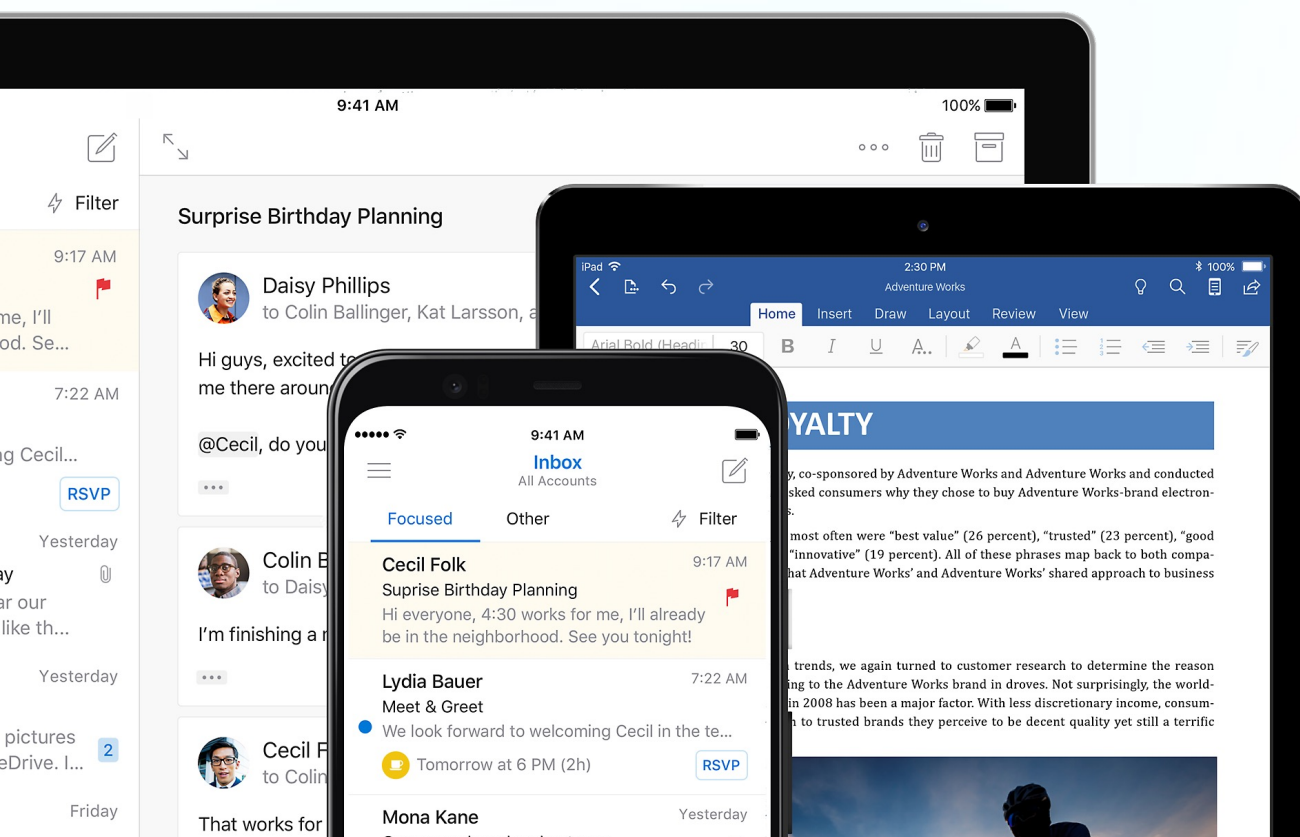 9:41 AM
100%
Filter
Surprise Birthday Planning
9:17 AM
me, I’ll
od. Se...
7:22 AM
Cecil...
RSVP
Yesterday
ar our
like th...
Yesterday
pictures
2
Friday
Daisy Phillips
to Colin Ballinger, Kat Larsson,
Hi guys, excited to
me there
@Cecil, do you
Colin
to Daisy
I’m finishing a
Cecil
to Colin
That works for
iPad
2:30 PM
100%
Adventure Works
Home Insert Draw Layout Review View
Arial Bold 30 B I U A... A
YALTY
y, co-sponsored by Adventure Works and Adventure Works and conducted
asked consumers why they chose to buy Adventure Works-brand electron-
s.
most often were “best value” (26 percent), “trusted” (23 percent), “good
“innovative” (19 percent). All of these phrases map back to both compa-
hat Adventure Works’ and Adventure Works’ shared approach to business
trends, we again turned to customer research to determine the reason
ing to the Adventure Works brand in droves. Not surprisingly, the world-
in 2008 has been a major factor. With less discretionary income, consum-
to trusted brands they perceive to be decent quality yet still a terrific
9:41 AM
Inbox
All Accounts
Focused Other Filter
Cecil Folk 9:17 AM
Suprise Birthday Planning
Hi everyone, 4:30 works for me, I’ll already
be in the neighborhood. See you tonight!
Lydia Bauer 7:22 AM
Meet & Greet
We look forward to welcoming Cecil in the te...
Tomorrow at 6 PM (2h) RSVP
Mona Kane Yesterday